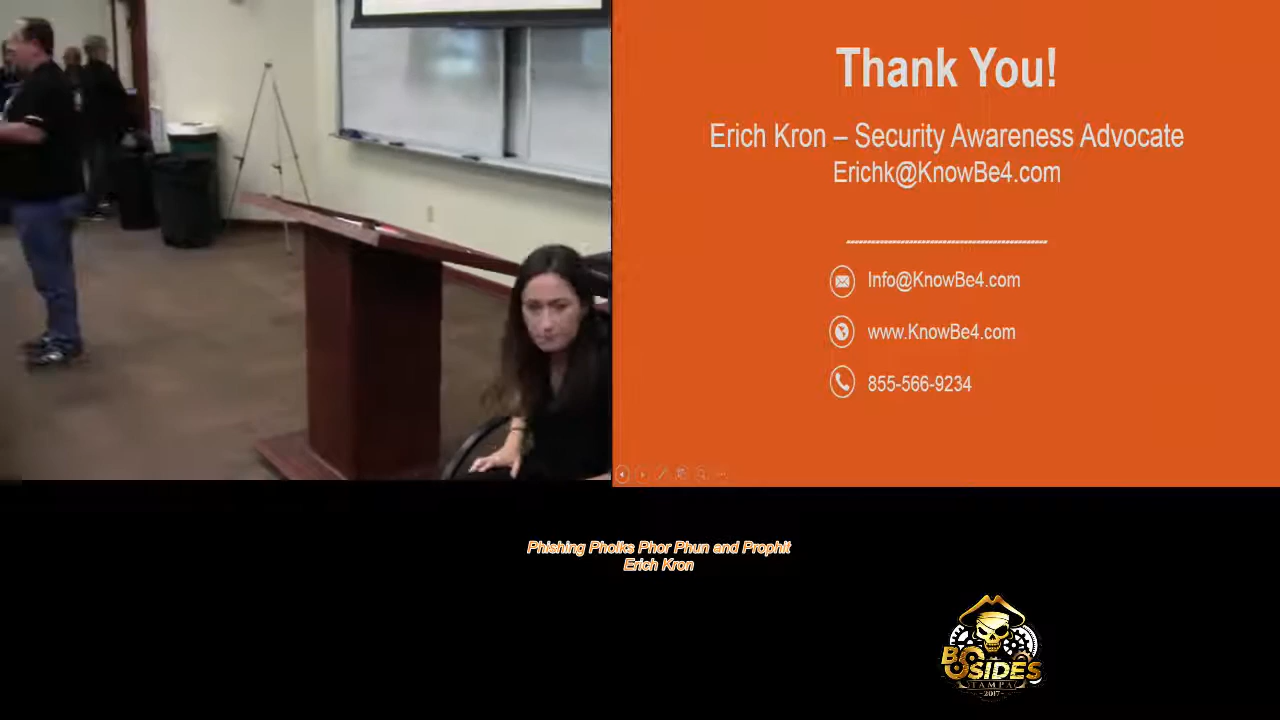 Thank You!
Erich Kron – Security Awareness Advocate
Erichk@KnowBe4.com
Info@KnowBe4.com
www.KnowBe4.com
855-566-9234
Phishing Pholks Phor Phun and Prophit
Erich Kron
BSIDES
TAMPA
-2017-